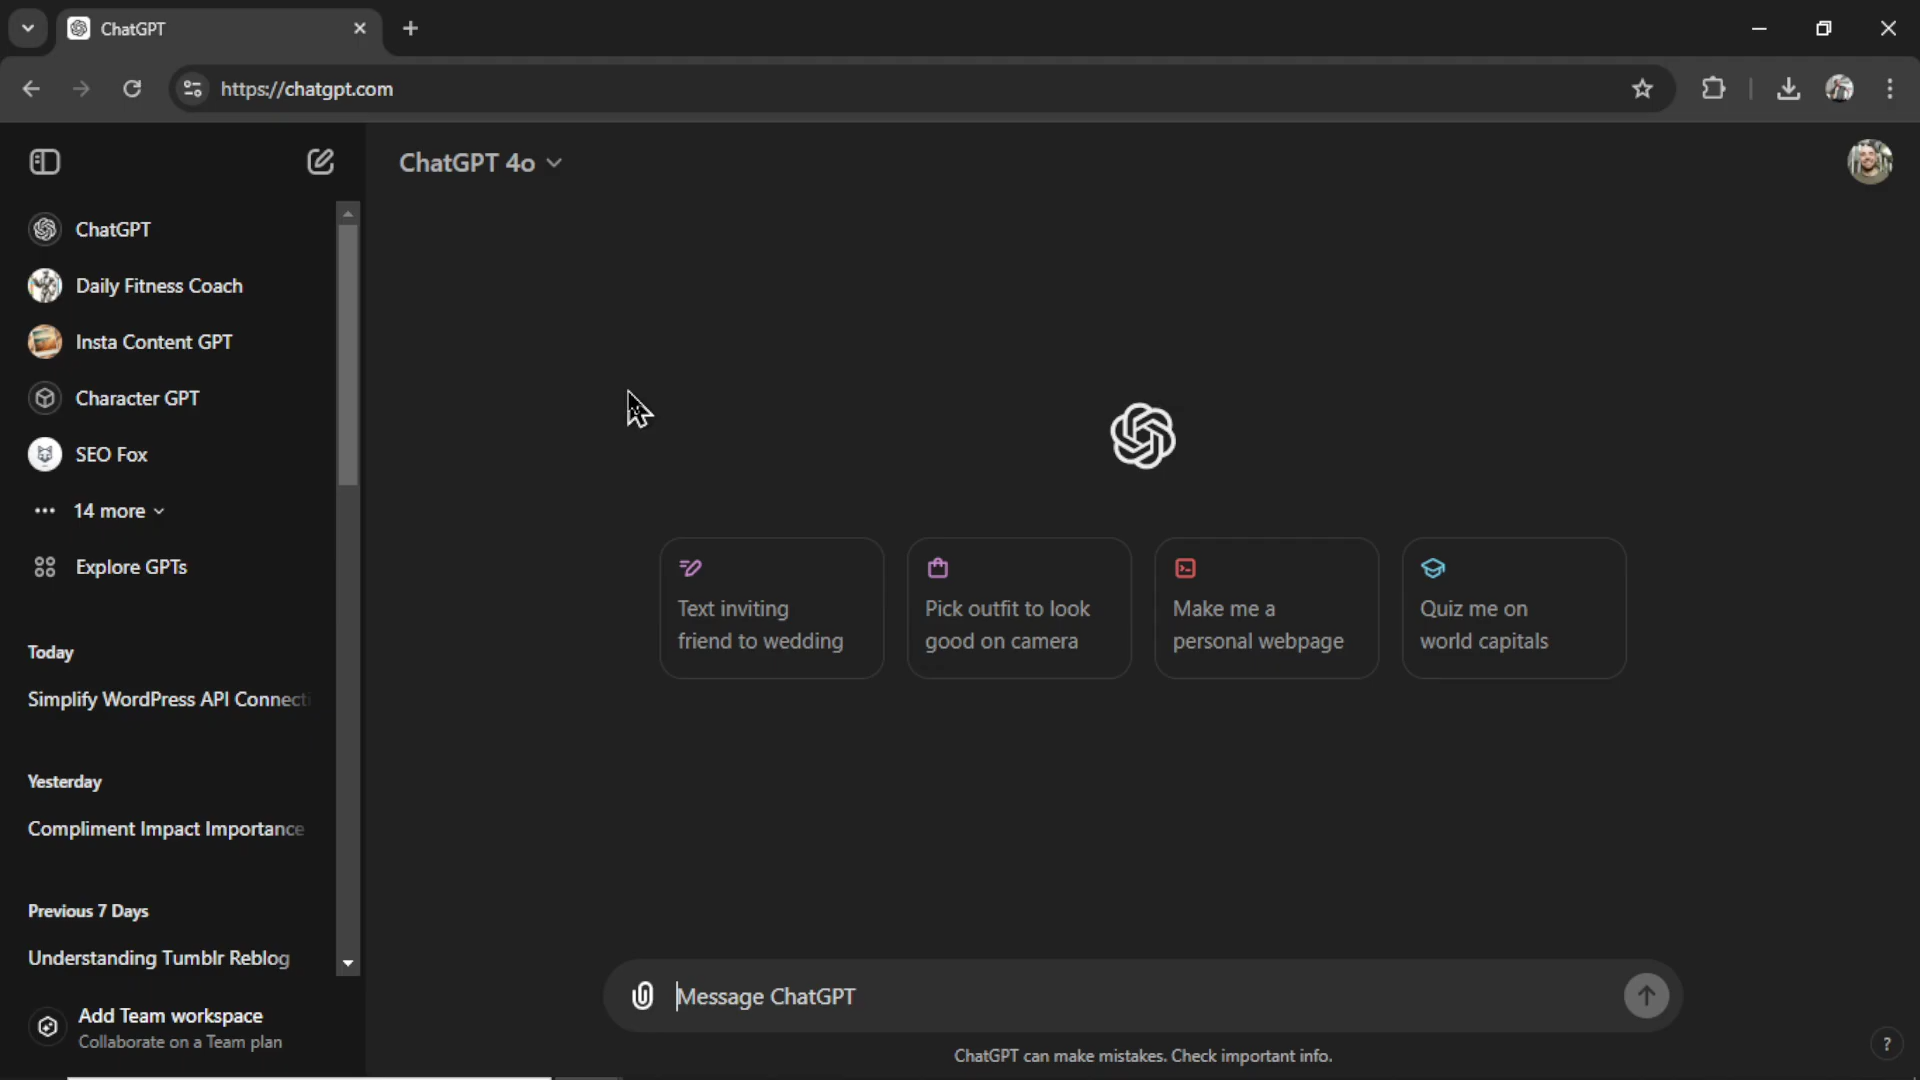 ChatGPT
https://chatgpt.com
ChatGPT 4o
ChatGPT
Daily Fitness Coach
Insta Content GPT
Character GPT
SEO Fox
14 more
Explore GPTs
Today
Simplify WordPress API Connecti
Yesterday
Compliment Impact Importance
Previous 7 Days
Understanding Tumblr Reblog
Add Team workspace
Collaborate on a Team plan
Text inviting
friend to wedding
Pick outfit to look
good on camera
Make me a
personal webpage
Quiz me on
world capitals
Message ChatGPT
ChatGPT can make mistakes. Check important info.
?